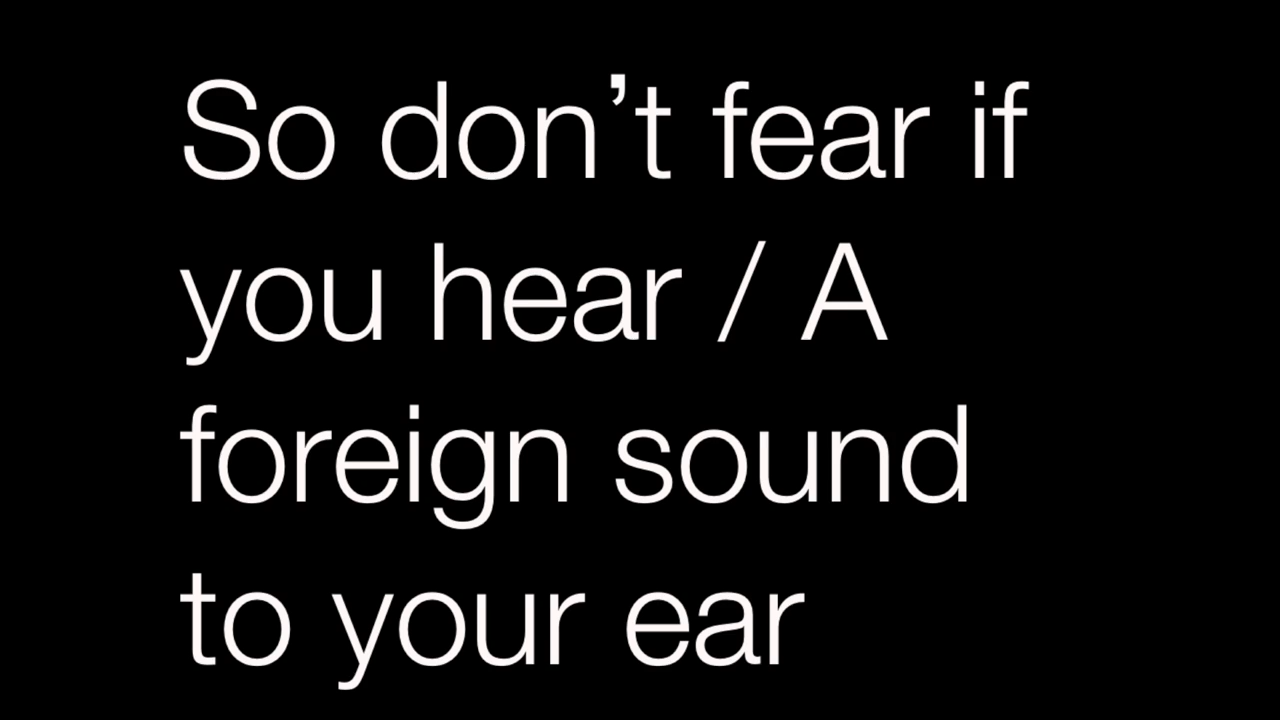 So don’t fear if
you hear / A
foreign sound
to your ear